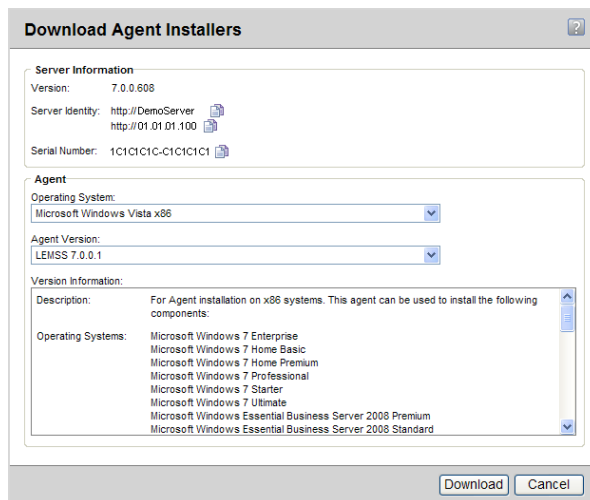 Download Agent Installers
?
Server Information
Version: 7.0.0.608
Server Identity: http://DemoServer
http://01.01.01.100
Serial Number: 1C1C1C1C-C1C1C1C1
Agent
Operating System:
Microsoft Windows Vista x86
Agent Version:
LEMSS 7.0.0.1
Version Information:
Description: For Agent installation on x86 systems. This agent can be used to install the following
components:
Operating Systems: Microsoft Windows 7 Enterprise
Microsoft Windows 7 Home Basic
Microsoft Windows 7 Home Premium
Microsoft Windows 7 Professional
Microsoft Windows 7 Starter
Microsoft Windows 7 Ultimate
Microsoft Windows Essential Business Server 2008 Premium
Microsoft Windows Essential Business Server 2008 Standard
Download Cancel